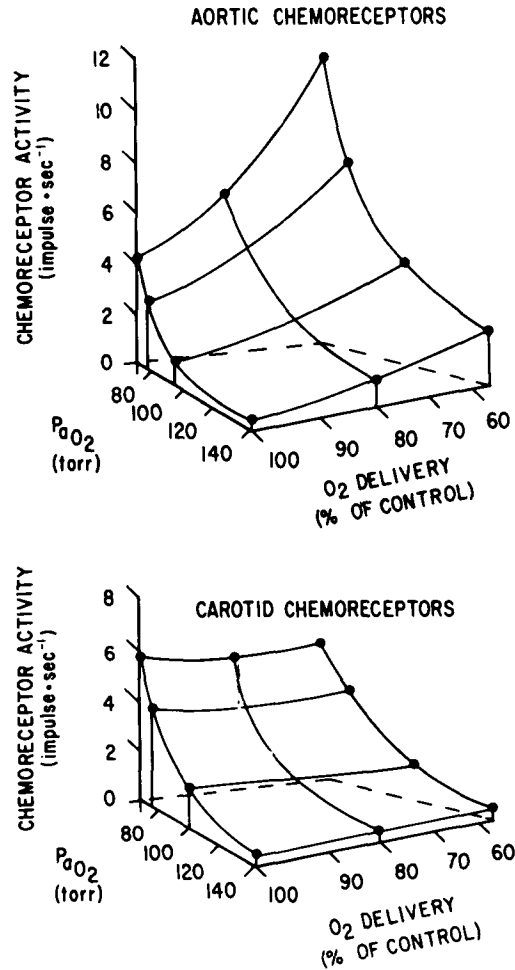 AORTIC CHEMORECEPTORS
CHEMORECEPTOR ACTIVITY
(impulse·sec⁻¹)
12
10
8
6
4
2
0
80
100
120
140
PaO2
(torr)
100
90
80
70
60
O2 DELIVERY
(% OF CONTROL)
CAROTID CHEMORECEPTORS
CHEMORECEPTOR ACTIVITY
(impulse·sec⁻¹)
8
6
4
2
0
80
100
120
140
PaO2
(torr)
100
90
80
70
60
O2 DELIVERY
(% OF CONTROL)